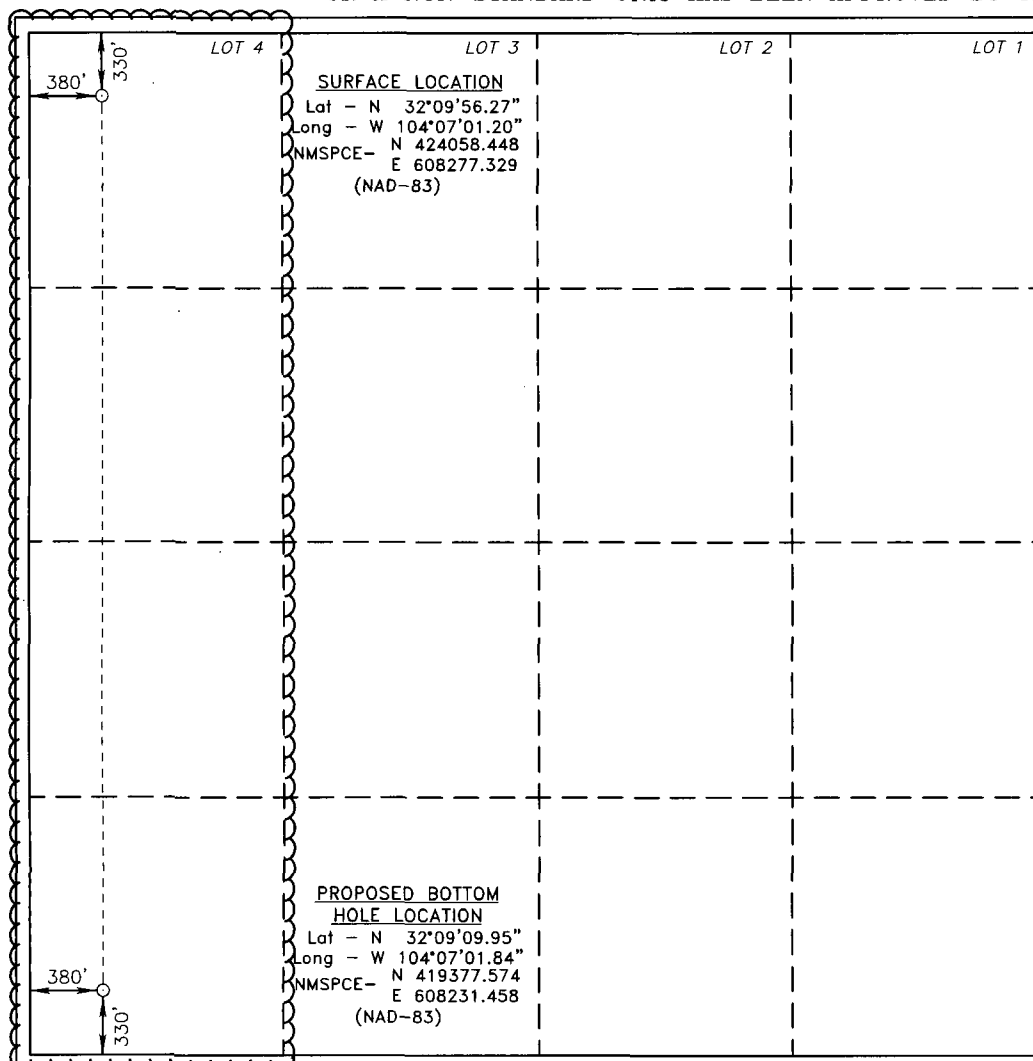 LOT 4
LOT 3
LOT 2
LOT 1
330'
380'
SURFACE LOCATION
Lat - N 32°09'56.27"
Long - W 104°07'01.20"
NMSPCE- N 424058.448
E 608277.329
(NAD-83)
PROPOSED BOTTOM
HOLE LOCATION
Lat - N 32°09'09.95"
Long - W 104°07'01.84"
NMSPCE- N 419377.574
E 608231.458
(NAD-83)
380'
330'